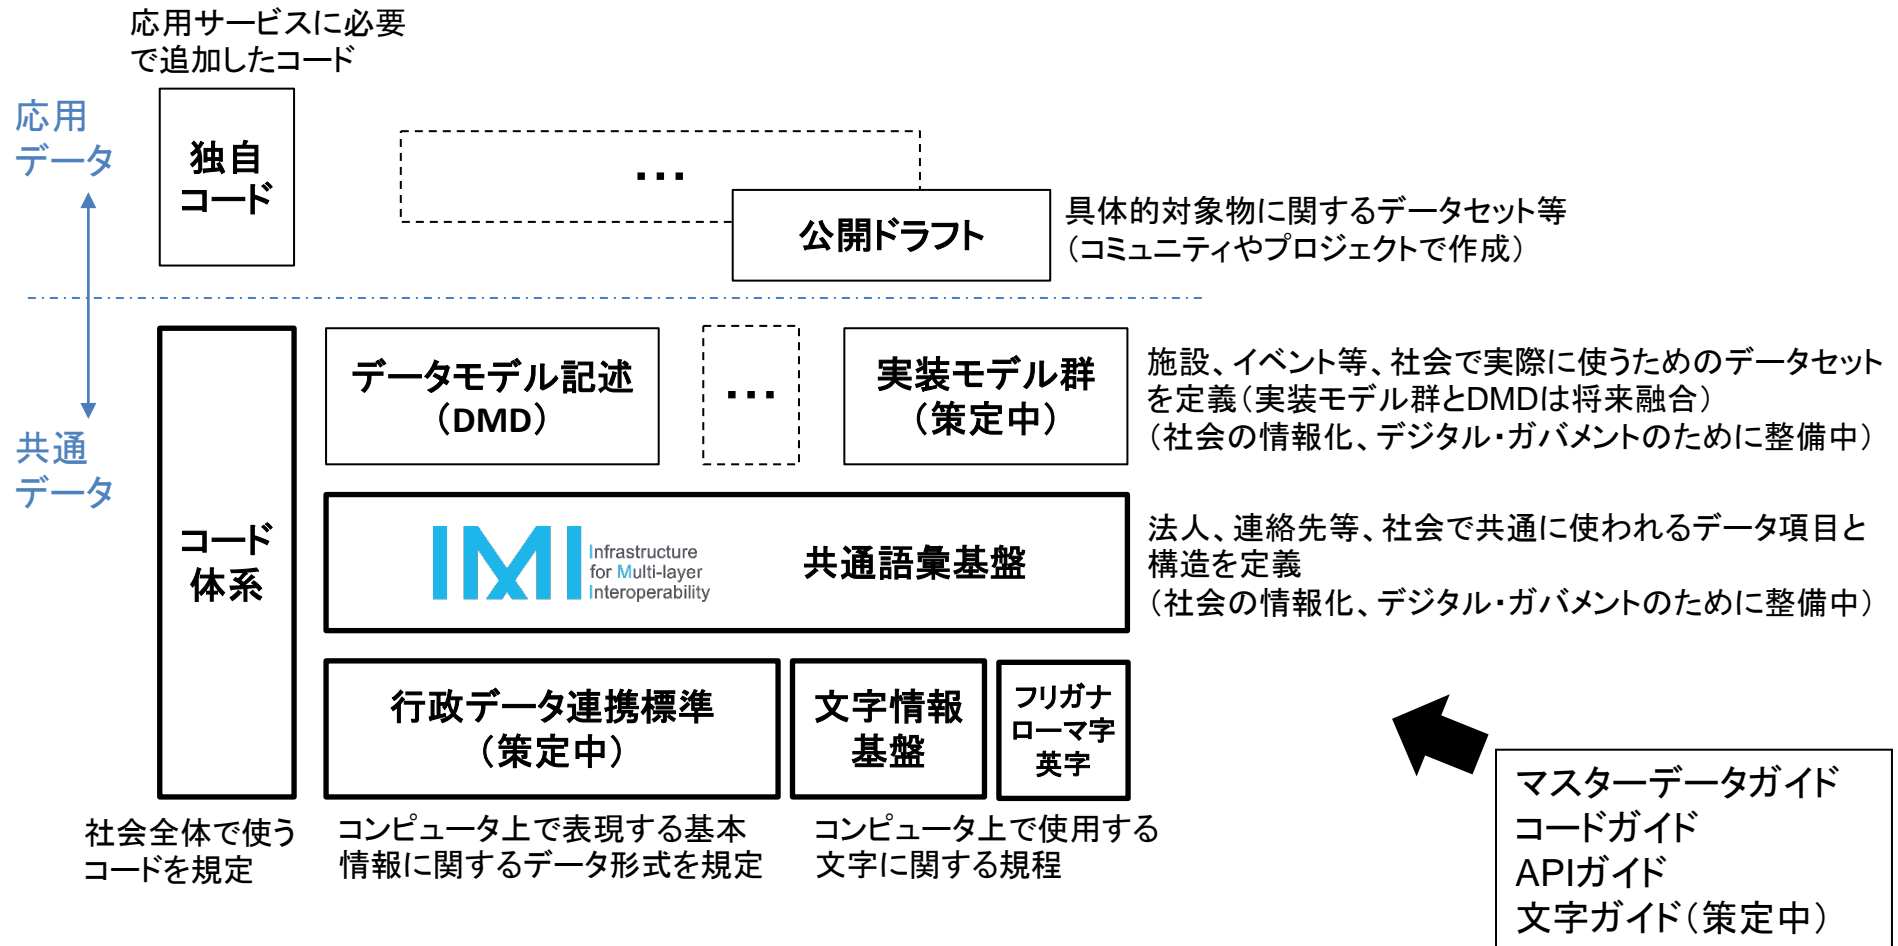 応用サービスに必要
で追加したコード
応用
データ
独自
コード
…
公開ドラフト
具体的対象物に関するデータセット等
（コミュニティやプロジェクトで作成）
共通
データ
コード
体系
データモデル記述
（DMD）
…
実装モデル群
（策定中）
施設、イベント等、社会で実際に使うためのデータセット
を定義（実装モデル群とDMDは将来融合）
（社会の情報化、デジタル・ガバメントのために整備中）
IMI
Infrastructure
for Multi-layer
Interoperability
共通語彙基盤
法人、連絡先等、社会で共通に使われるデータ項目と
構造を定義
（社会の情報化、デジタル・ガバメントのために整備中）
行政データ連携標準
（策定中）
文字情報
基盤
フリガナ
ローマ字
英字
社会全体で使う
コードを規定
コンピュータ上で表現する基本
情報に関するデータ形式を規定
コンピュータ上で使用する
文字に関する規程
マスターデータガイド
コードガイド
APIガイド
文字ガイド（策定中）